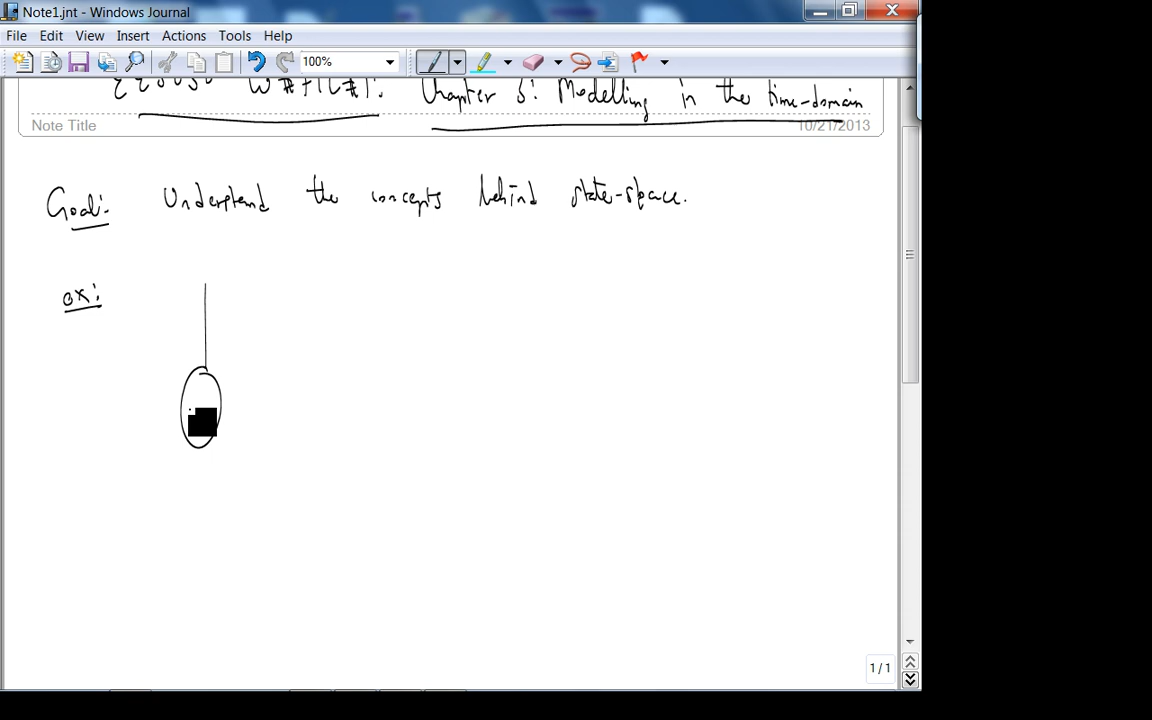 Note1.jnt - Windows Journal
File Edit View Insert Actions Tools Help
100%
Chapter 3: Modelling in the time-domain
Note Title 10/21/2013
Goal: Understand the concepts behind state-space.
ex:
1 / 1